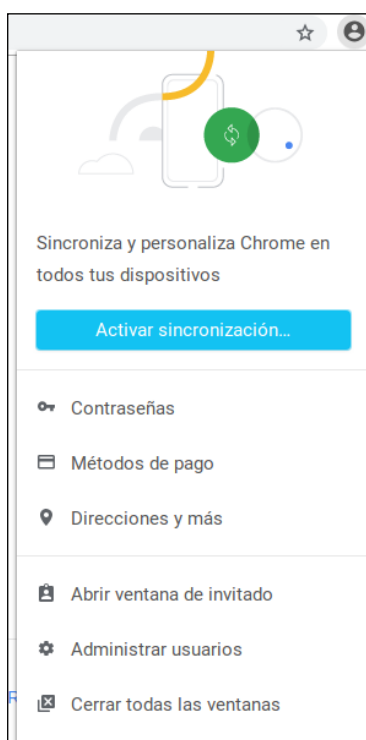 Sincroniza y personaliza Chrome en
todos tus dispositivos
Activar sincronización...
Contraseñas
Métodos de pago
Direcciones y más
Abrir ventana de invitado
Administrar usuarios
R
Cerrar todas las ventanas